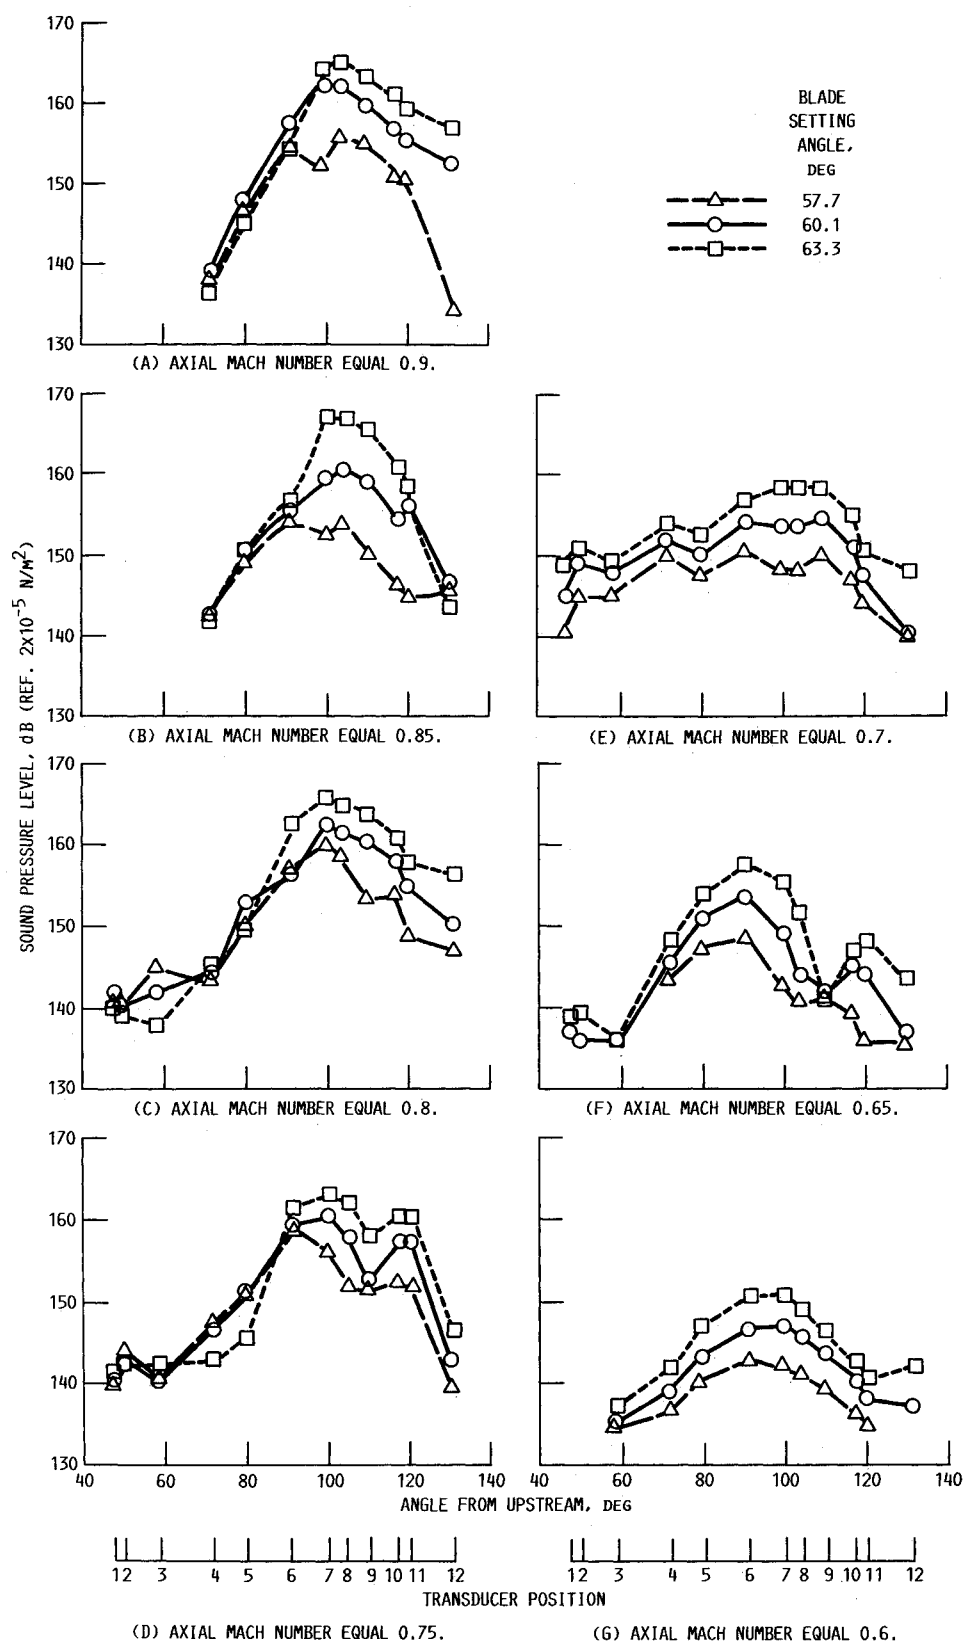 170
160
150
140
130
(A) AXIAL MACH NUMBER EQUAL 0.9.
BLADE
SETTING
ANGLE,
DEG
57.7
60.1
63.3
SOUND PRESSURE LEVEL, dB (REF. 2x10⁻⁵ N/m²)
170
160
150
140
130
(B) AXIAL MACH NUMBER EQUAL 0.85.
(E) AXIAL MACH NUMBER EQUAL 0.7.
170
160
150
140
130
(C) AXIAL MACH NUMBER EQUAL 0.8.
(F) AXIAL MACH NUMBER EQUAL 0.65.
170
160
150
140
130
40 60 80 100 120 140 40 60 80 100 120 140
ANGLE FROM UPSTREAM, DEG
12 3 4 5 6 7 8 9 10 11 12 12 3 4 5 6 7 8 9 10 11 12
TRANSDUCER POSITION
(D) AXIAL MACH NUMBER EQUAL 0.75.
(G) AXIAL MACH NUMBER EQUAL 0.6.